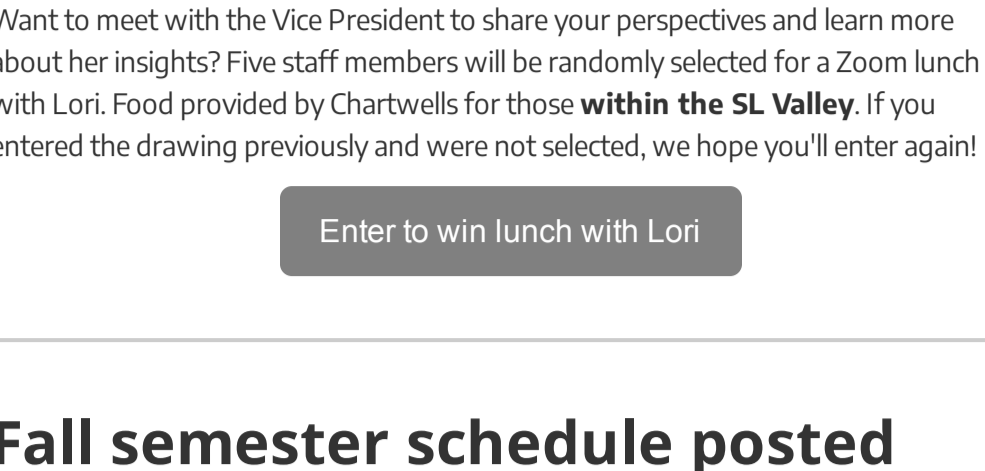 Want to meet with the Vice President to share your perspectives and learn more
about her insights? Five staff members will be randomly selected for a Zoom lunch
with Lori. Food provided by Chartwells for those within the SL Valley. If you
entered the drawing previously and were not selected, we hope you'll enter again!
Enter to win lunch with Lori
Fall semester schedule posted